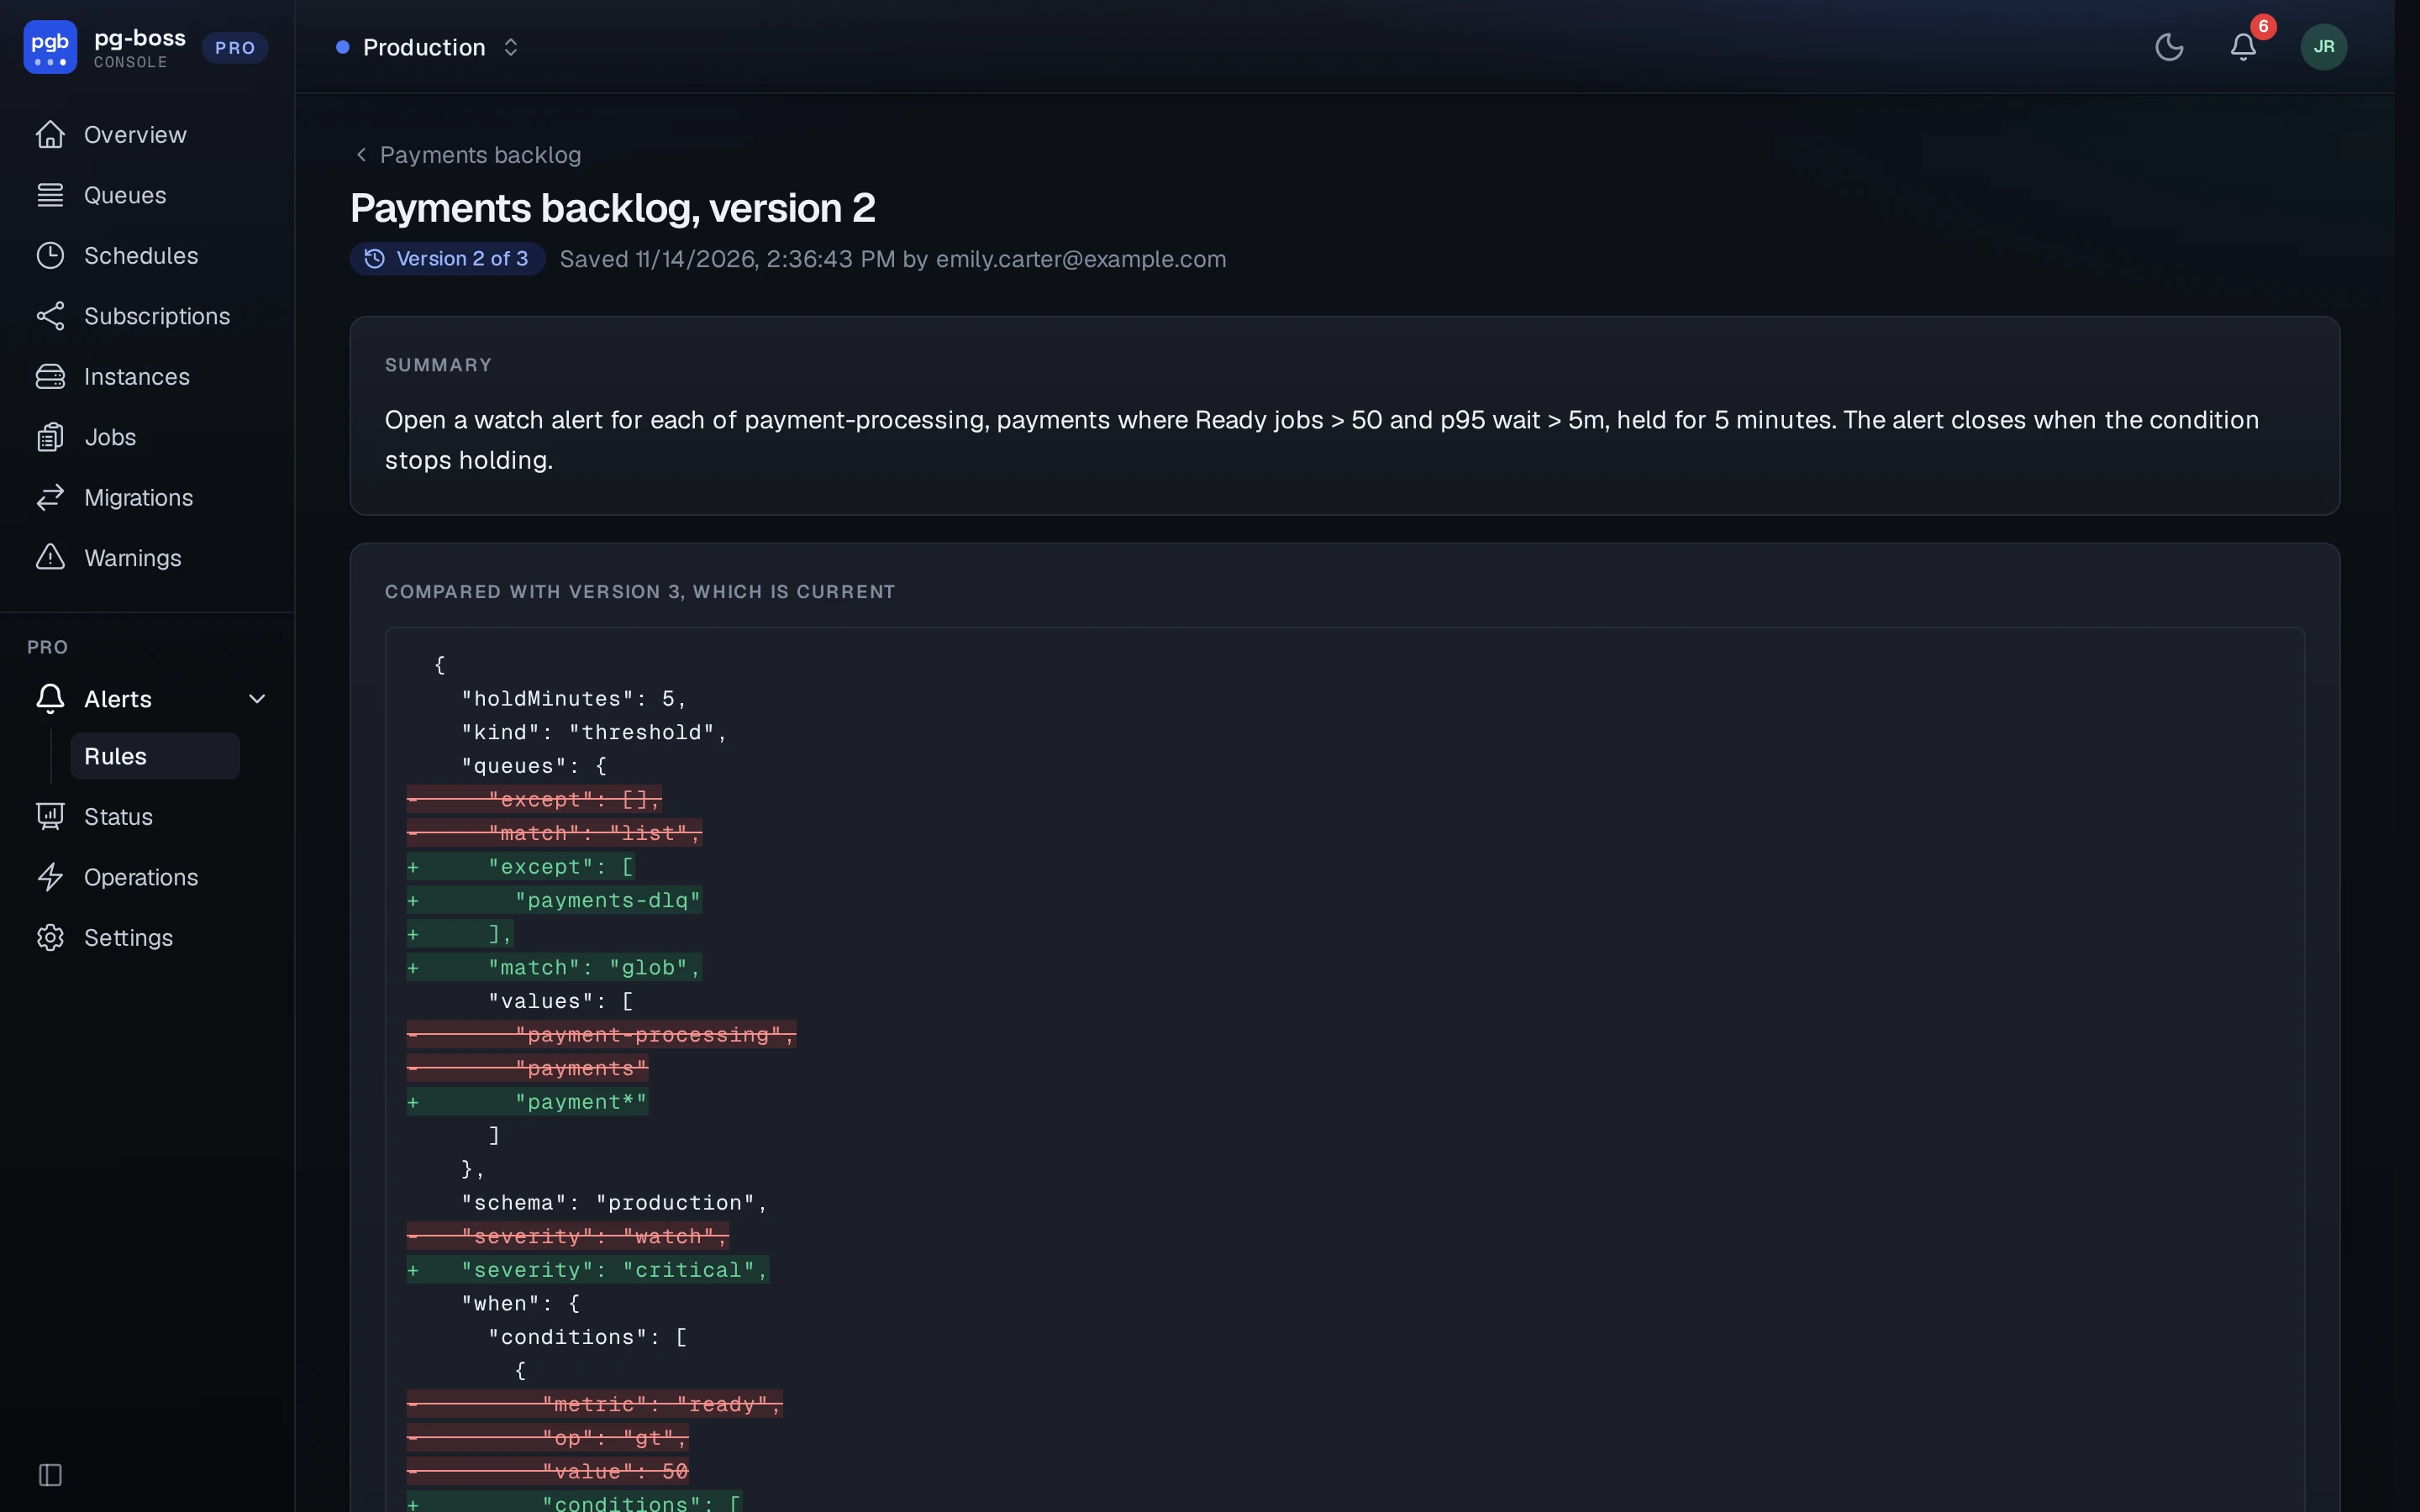 pgb
pg-boss
CONSOLE
PRO
Production
6
JR
Overview
Queues
Schedules
Subscriptions
Instances
Jobs
Migrations
Warnings
PRO
Alerts
Rules
Status
Operations
Settings
Payments backlog
Payments backlog, version 2
Version 2 of 3
Saved 11/14/2026, 2:36:43 PM by emily.carter@example.com
SUMMARY
Open a watch alert for each of payment-processing, payments where Ready jobs > 50 and p95 wait > 5m, held for 5 minutes. The alert closes when the condition
stops holding.
COMPARED WITH VERSION 3, WHICH IS CURRENT
  {
    "holdMinutes": 5,
    "kind": "threshold",
    "queues": {
-     "except": [],
-     "match": "list",
+     "except": [
+       "payments-dlq"
+     ],
+     "match": "glob",
      "values": [
-       "payment-processing",
-       "payments"
+       "payment*"
      ]
    },
    "schema": "production",
-   "severity": "watch",
+   "severity": "critical",
    "when": {
      "conditions": [
        {
-         "metric": "ready",
-         "op": "gt",
-         "value": 50
+         "conditions": [